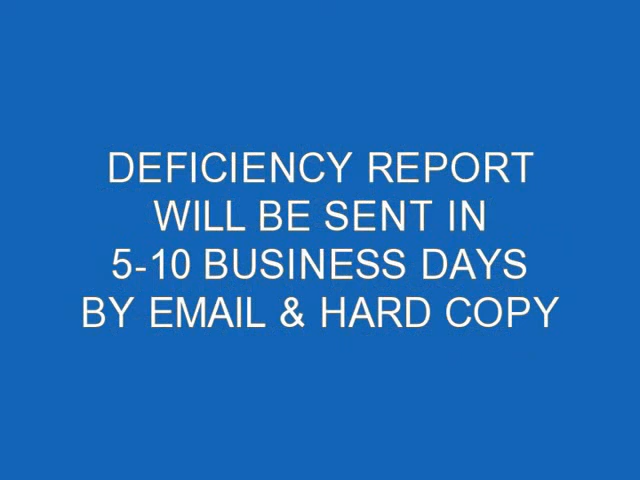 DEFICIENCY REPORT
WILL BE SENT IN
5-10 BUSINESS DAYS
BY EMAIL & HARD COPY